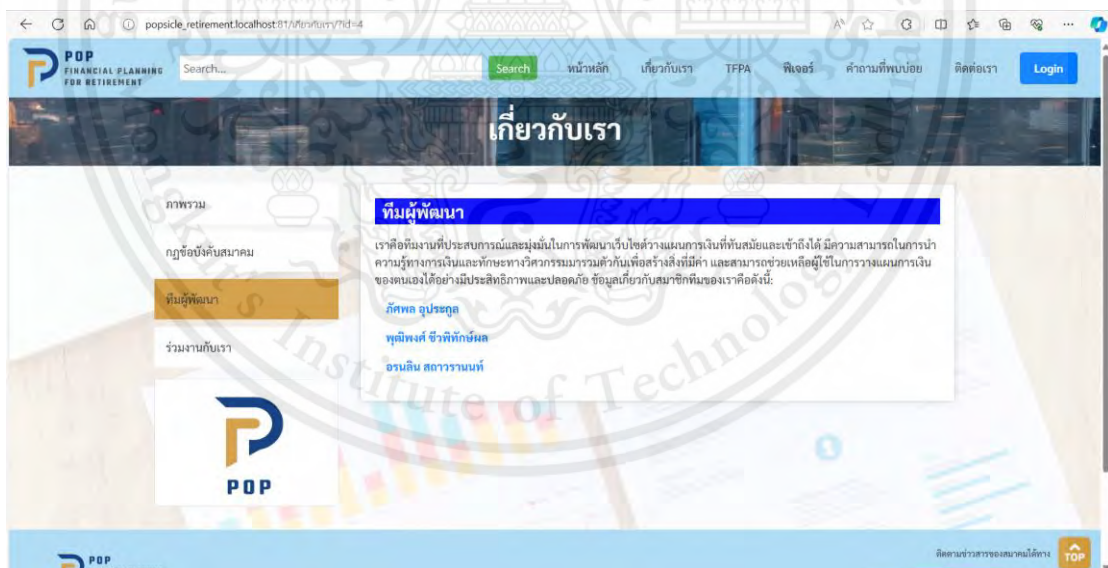 popsicle_retirement.localhost:81/เกี่ยวกับเรา/?id=4
POP
FINANCIAL PLANNING
FOR RETIREMENT
Search...
Search
หน้าหลัก
เกี่ยวกับเรา
TFPA
ฟีเจอร์
คำถามที่พบบ่อย
ติดต่อเรา
Login
เกี่ยวกับเรา
ภาพรวม
กฎข้อบังคับสมาคม
ทีมผู้พัฒนา
ร่วมงานกับเรา
POP
ทีมผู้พัฒนา
เราคือทีมงานที่ประสบการณ์และมุ่งมั่นในการพัฒนาเว็บไซต์วางแผนการเงินที่ทันสมัยและเข้าถึงได้ มีความสามารถในการนำ
ความรู้ทางการเงินและทักษะทางวิศวกรรมมารวมตัวกันเพื่อสร้างสิ่งที่มีค่า และสามารถช่วยเหลือผู้ใช้ในการวางแผนการเงิน
ของตนเองได้อย่างมีประสิทธิภาพและปลอดภัย ข้อมูลเกี่ยวกับสมาชิกทีมของเราคือดังนี้:
ภัศพล อุประกูล
พุฒิพงศ์ ชีวพิทักษ์ผล
อรนลิน สถาวรานนท์
Institute of Technology
POP
ติดตามข่าวสารของสมาคมได้ทาง
TOP